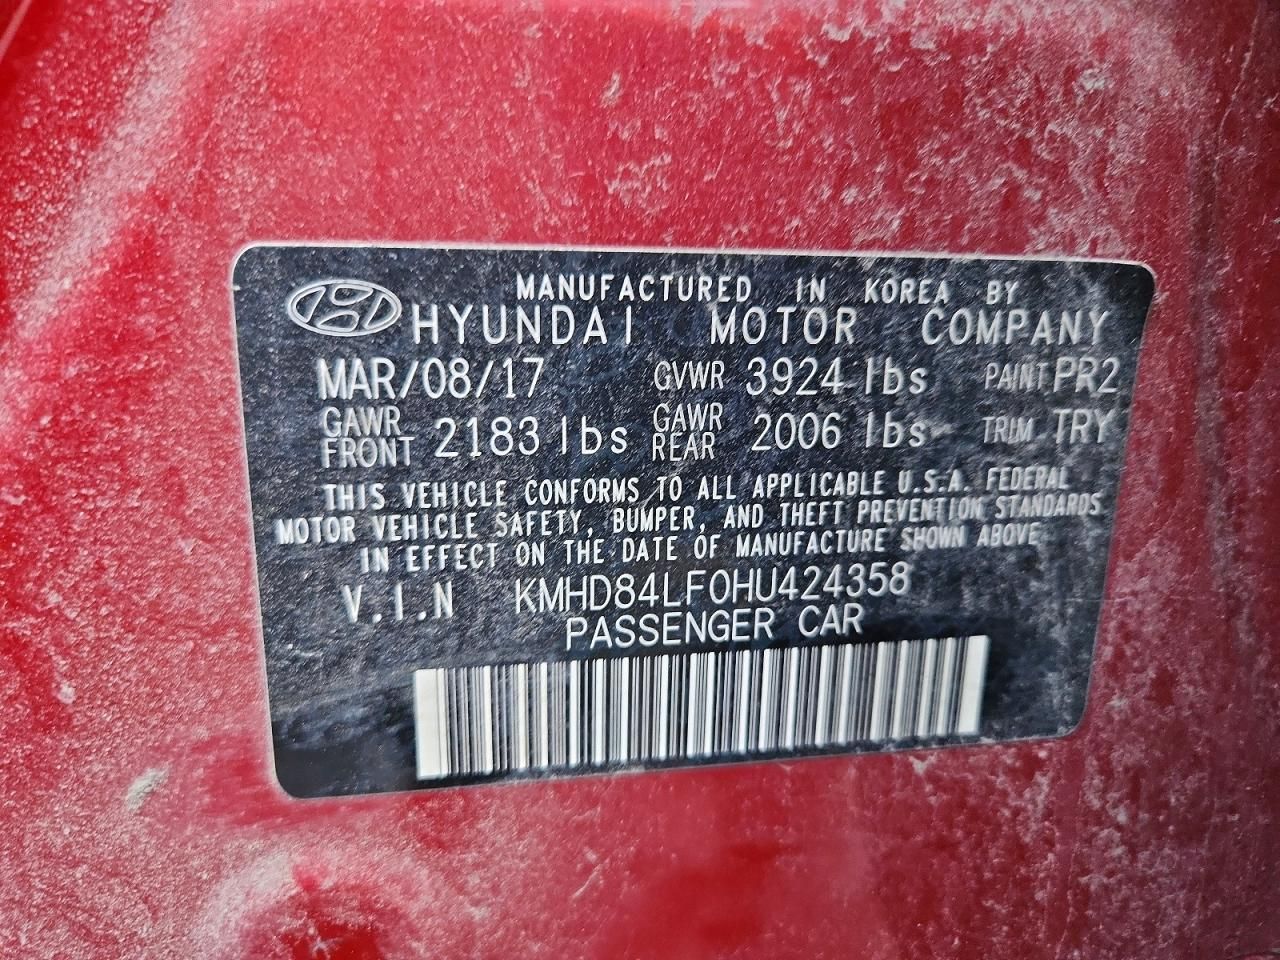 MANUFACTURED IN KOREA BY
HYUNDAI MOTOR COMPANY
MAR/08/17 GVWR 3924 lbs PAINT PR2
GAWR FRONT 2183 lbs GAWR REAR 2006 lbs TRIM TRY
THIS VEHICLE CONFORMS TO ALL APPLICABLE U.S.A. FEDERAL
MOTOR VEHICLE SAFETY, BUMPER, AND THEFT PREVENTION STANDARDS
IN EFFECT ON THE DATE OF MANUFACTURE SHOWN ABOVE
V.I.N KMHD84LF0HU424358
PASSENGER CAR